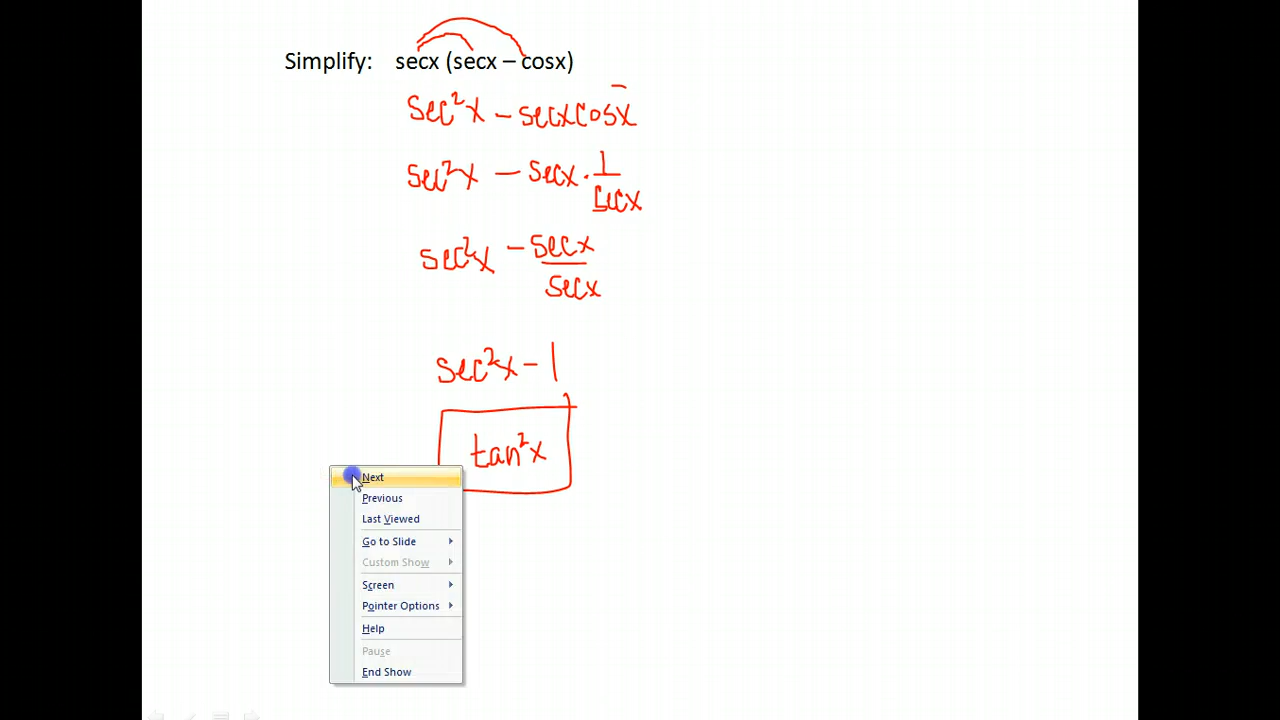 Simplify: secx (secx – cosx)
sec²x – secxcosx
sec²x – secx · 1/secx
sec²x – secx/secx
sec²x – 1
tan²x
Next
Previous
Last Viewed
Go to Slide
Custom Show
Screen
Pointer Options
Help
Pause
End Show